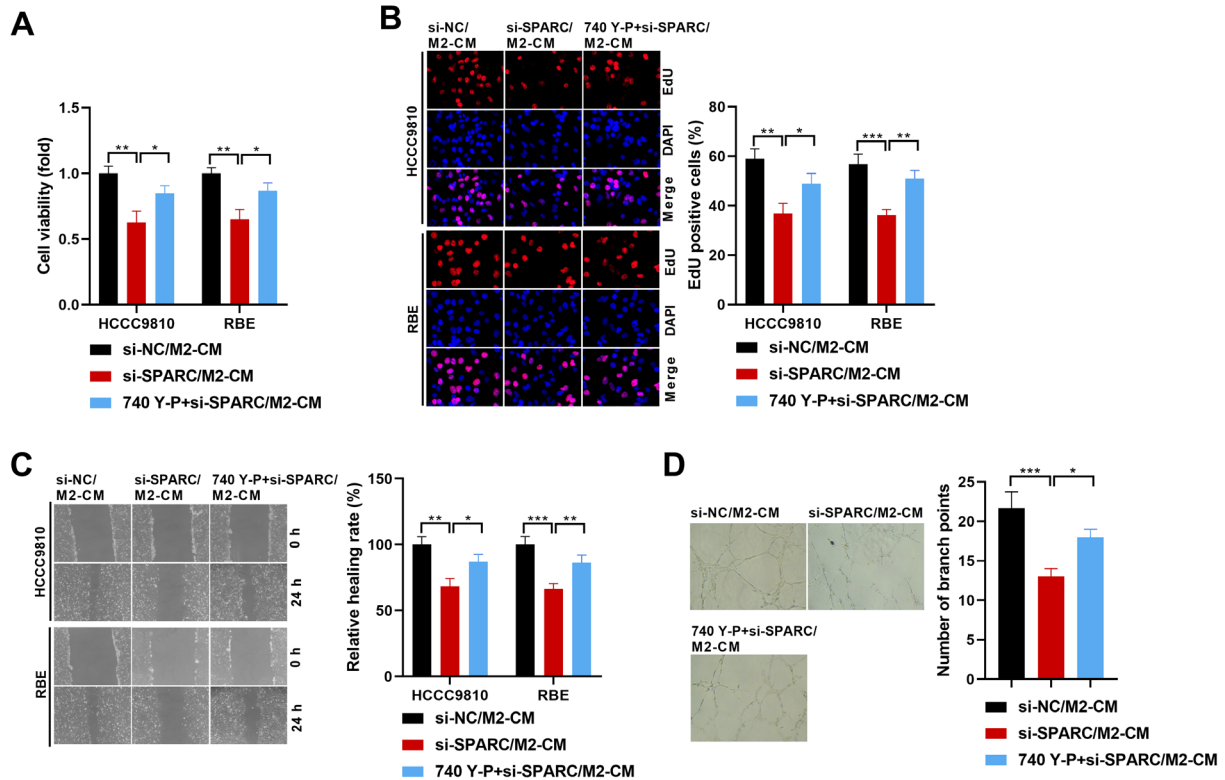 A
Cell viability (fold)
1.5
1.0
0.5
0.0
** * ** *
HCCC9810 RBE
si-NC/M2-CM
si-SPARC/M2-CM
740 Y-P+si-SPARC/M2-CM
B
si-NC/ si-SPARC/ 740 Y-P+si-SPARC/
M2-CM M2-CM M2-CM
HCCC9810
EdU
DAPI
Merge
RBE
EdU
DAPI
Merge
EdU positive cells (%)
80
60
40
20
0
** * *** **
HCCC9810 RBE
si-NC/M2-CM
si-SPARC/M2-CM
740 Y-P+si-SPARC/M2-CM
C
si-NC/ si-SPARC/ 740 Y-P+si-SPARC/
M2-CM M2-CM M2-CM
HCCC9810
0 h
24 h
RBE
0 h
24 h
Relative healing rate (%)
150
100
50
0
** * *** **
HCCC9810 RBE
si-NC/M2-CM
si-SPARC/M2-CM
740 Y-P+si-SPARC/M2-CM
D
si-NC/M2-CM si-SPARC/M2-CM
740 Y-P+si-SPARC/
M2-CM
Number of branch points
25
20
15
10
5
0
*** *
si-NC/M2-CM
si-SPARC/M2-CM
740 Y-P+si-SPARC/M2-CM